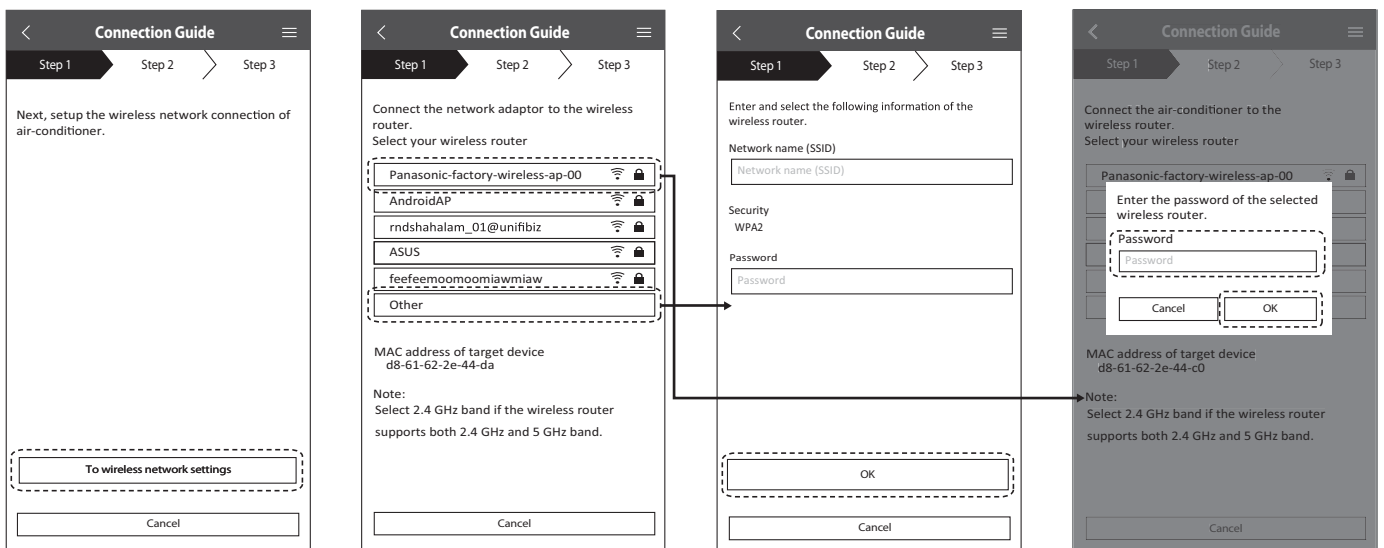 Connection Guide
Step 1 Step 2 Step 3
Next, setup the wireless network connection of
air-conditioner.
To wireless network settings
Cancel
Connection Guide
Step 1 Step 2 Step 3
Connect the network adaptor to the wireless
router.
Select your wireless router
Panasonic-factory-wireless-ap-00
AndroidAP
rndshahalam_01@unifibiz
ASUS
feefeemoomoomiawmiaw
Other
MAC address of target device
d8-61-62-2e-44-da
Note:
Select 2.4 GHz band if the wireless router
supports both 2.4 GHz and 5 GHz band.
Cancel
Connection Guide
Step 1 Step 2 Step 3
Enter and select the following information of the
wireless router.
Network name (SSID)
Network name (SSID)
Security
WPA2
Password
Password
OK
Cancel
Connection Guide
Step 1 Step 2 Step 3
Connect the air-conditioner to the
wireless router.
Select your wireless router
Panasonic-factory-wireless-ap-00
Enter the password of the selected
wireless router.
Password
Password
Cancel OK
MAC address of target device
d8-61-62-2e-44-c0
Note:
Select 2.4 GHz band if the wireless router
supports both 2.4 GHz and 5 GHz band.
Cancel